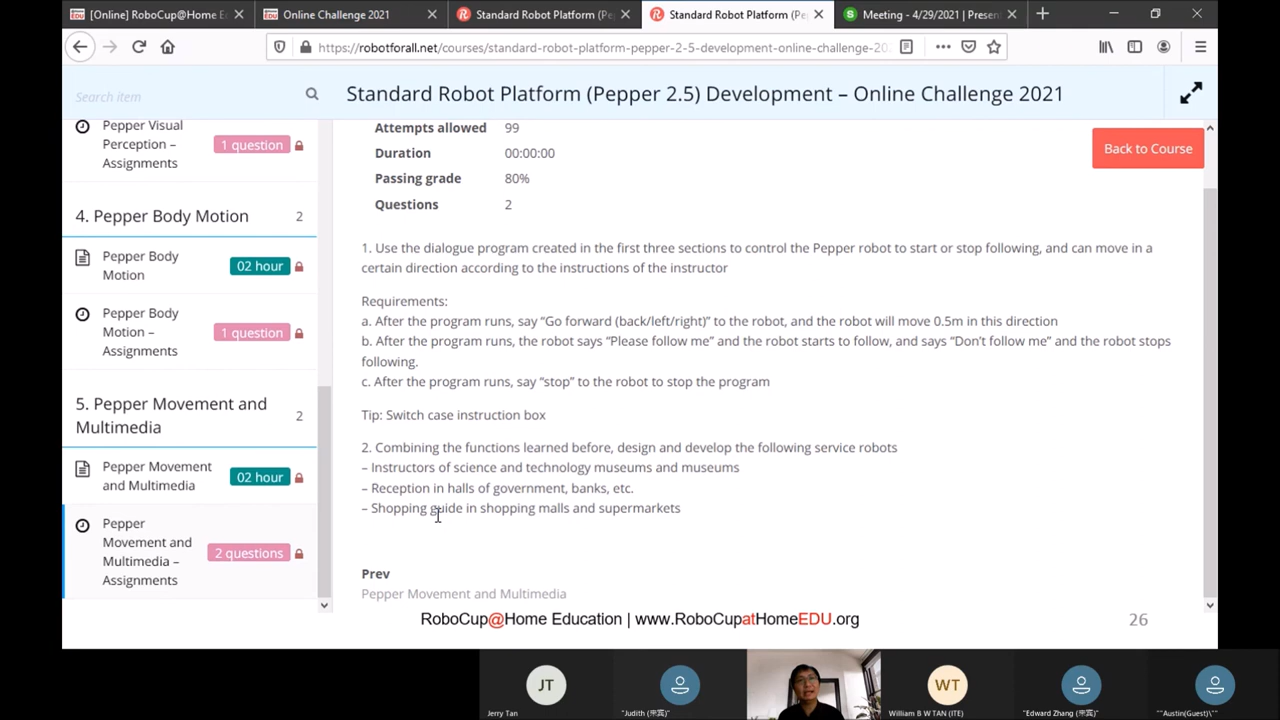 [Online] RoboCup@Home E
Online Challenge 2021
Standard Robot Platform (Pe
Standard Robot Platform (Pe
Meeting - 4/29/2021 | Presen
https://robotforall.net/courses/standard-robot-platform-pepper-2-5-development-online-challenge-20
Search item
Standard Robot Platform (Pepper 2.5) Development – Online Challenge 2021
Back to Course
Pepper Visual
Perception –
Assignments
1 question
4. Pepper Body Motion
2
Pepper Body
Motion
02 hour
Pepper Body
Motion –
Assignments
1 question
5. Pepper Movement and
Multimedia
2
Pepper Movement
and Multimedia
02 hour
Pepper
Movement and
Multimedia –
Assignments
2 questions
Attempts allowed 99
Duration 00:00:00
Passing grade 80%
Questions 2
1. Use the dialogue program created in the first three sections to control the Pepper robot to start or stop following, and can move in a
certain direction according to the instructions of the instructor
Requirements:
a. After the program runs, say “Go forward (back/left/right)” to the robot, and the robot will move 0.5m in this direction
b. After the program runs, the robot says “Please follow me” and the robot starts to follow, and says “Don’t follow me” and the robot stops
following.
c. After the program runs, say “stop” to the robot to stop the program
Tip: Switch case instruction box
2. Combining the functions learned before, design and develop the following service robots
– Instructors of science and technology museums and museums
– Reception in halls of government, banks, etc.
– Shopping guide in shopping malls and supermarkets
Prev
Pepper Movement and Multimedia
RoboCup@Home Education | www.RoboCupatHomeEDU.org
26
JT
WT
Jerry Tan
"Judith (宋宾)"
William B W TAN (ITE)
"Edward Zhang (宋宾)"
""Austin(Guest)\""